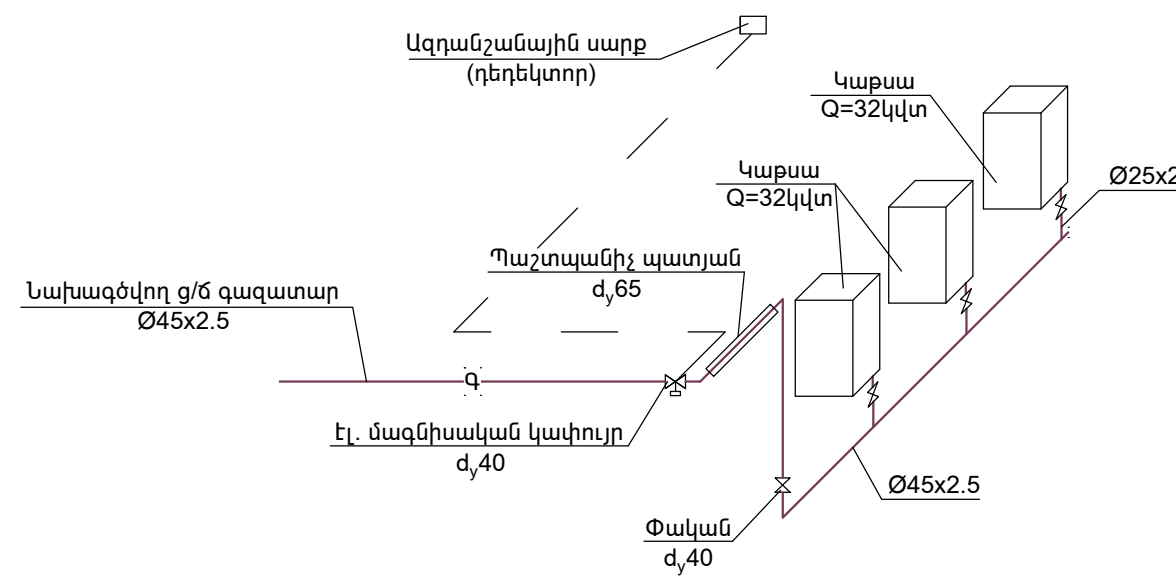 Ազդանշանային սարք
(դեդեկտոր)
Կաթսա
Q=32կվտ
Կաթսա
Q=32կվտ
Ø25x2
Պաշտպանիչ պատյան
dy65
Նախագծվող ց/ճ գազատար
Ø45x2.5
գ
էլ. մագնիսական կափույր
dy40
Ø45x2.5
Փական
dy40